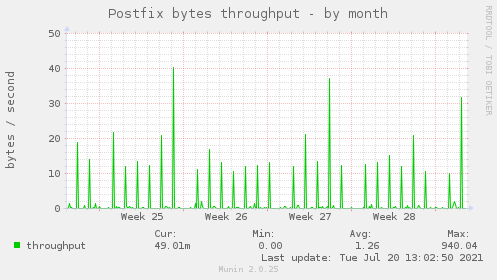 Postfix bytes throughput - by month
RRDTOOL / TOBI OETIKER
bytes / second
50
40
30
20
10
0
Week 25 Week 26 Week 27 Week 28
Cur: Min: Avg: Max:
throughput 49.01m 0.00 1.26 940.04
Last update: Tue Jul 20 13:02:50 2021
Munin 2.0.25